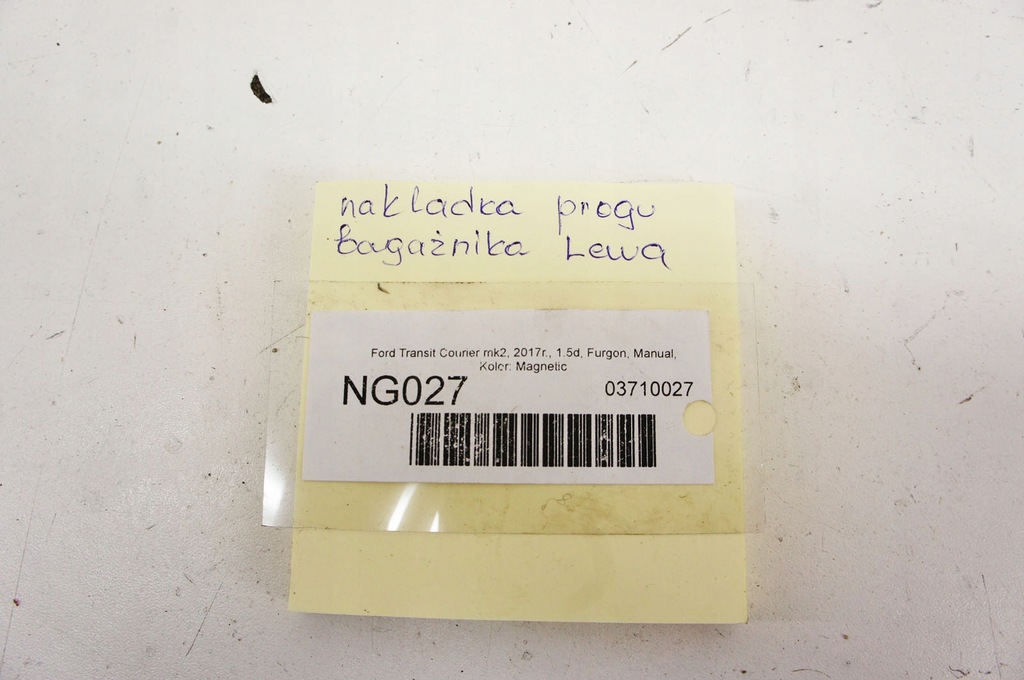 nakladka progu
bagażnika Lewa
Ford Transit Courier mk2, 2017r., 1.5d, Furgon, Manual,
Kolor: Magnetic
NG027 03710027